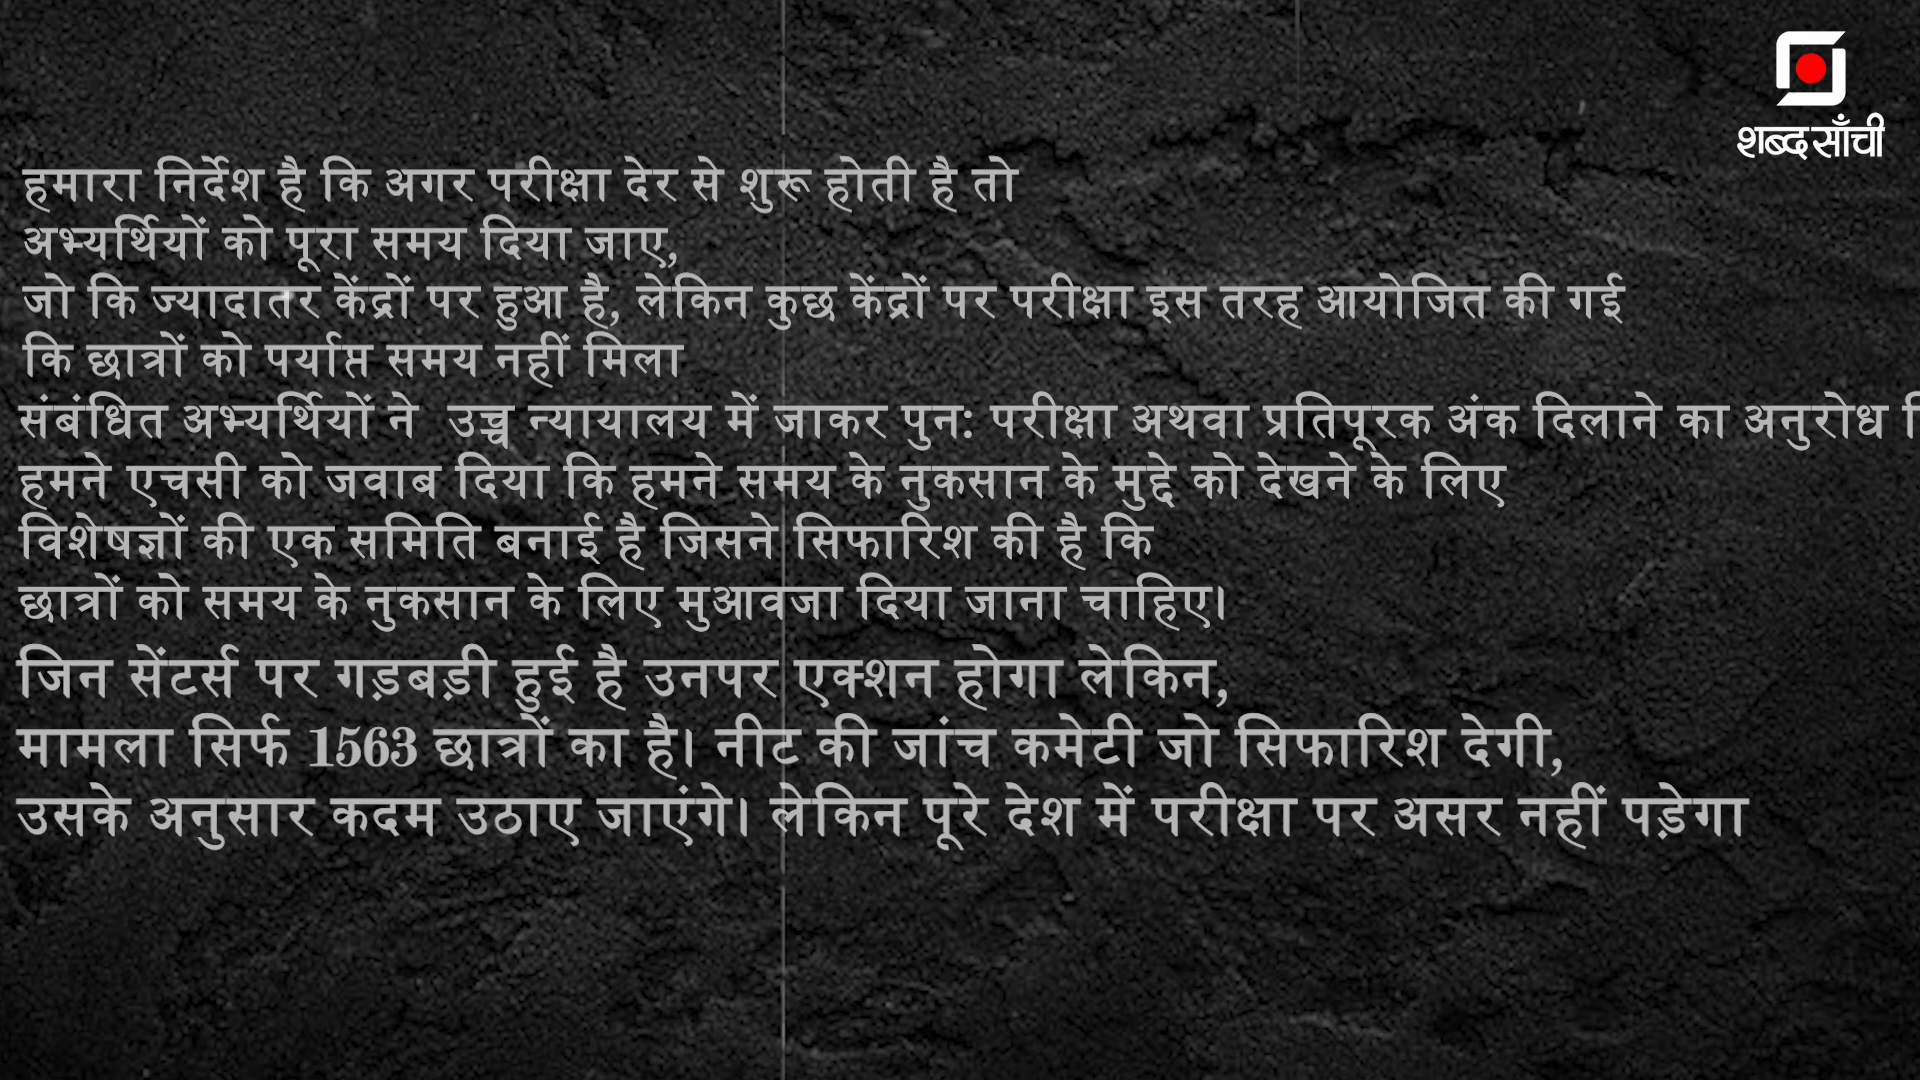 शब्द साँची
हमारा निर्देश है कि अगर परीक्षा देर से शुरू होती है तो
अभ्यर्थियों को पूरा समय दिया जाए,
जो कि ज्यादातर केंद्रों पर हुआ है, लेकिन कुछ केंद्रों पर परीक्षा इस तरह आयोजित की गई
कि छात्रों को पर्याप्त समय नहीं मिला
संबंधित अभ्यर्थियों ने उच्च न्यायालय में जाकर पुन: परीक्षा अथवा प्रतिपूरक अंक दिलाने का अनुरोध
हमने एचसी को जवाब दिया कि हमने समय के नुकसान के मुद्दे को देखने के लिए
विशेषज्ञों की एक समिति बनाई है जिसने सिफारिश की है कि
छात्रों को समय के नुकसान के लिए मुआवजा दिया जाना चाहिए।
जिन सेंटर्स पर गड़बड़ी हुई है उनपर एक्शन होगा लेकिन,
मामला सिर्फ 1563 छात्रों का है। नीट की जांच कमेटी जो सिफारिश देगी,
उसके अनुसार कदम उठाए जाएंगे। लेकिन पूरे देश में परीक्षा पर असर नहीं पड़ेगा